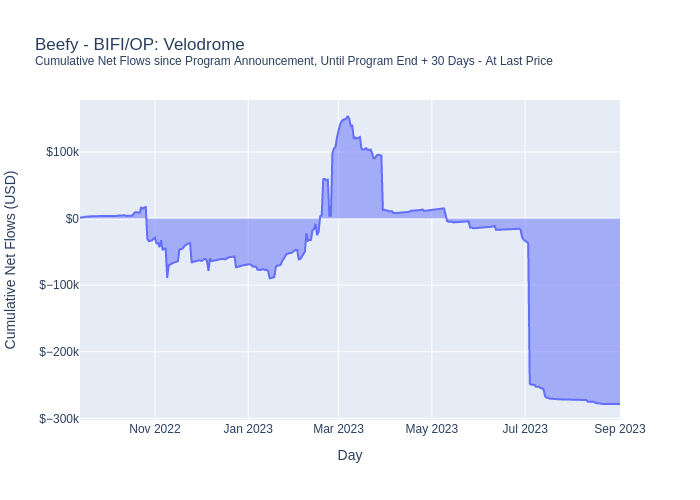 Beefy - BIFI/OP: Velodrome
Cumulative Net Flows since Program Announcement, Until Program End + 30 Days - At Last Price
Cumulative Net Flows (USD)
$100k
$0
$−100k
$−200k
$−300k
Nov 2022
Jan 2023
Mar 2023
May 2023
Jul 2023
Sep 2023
Day